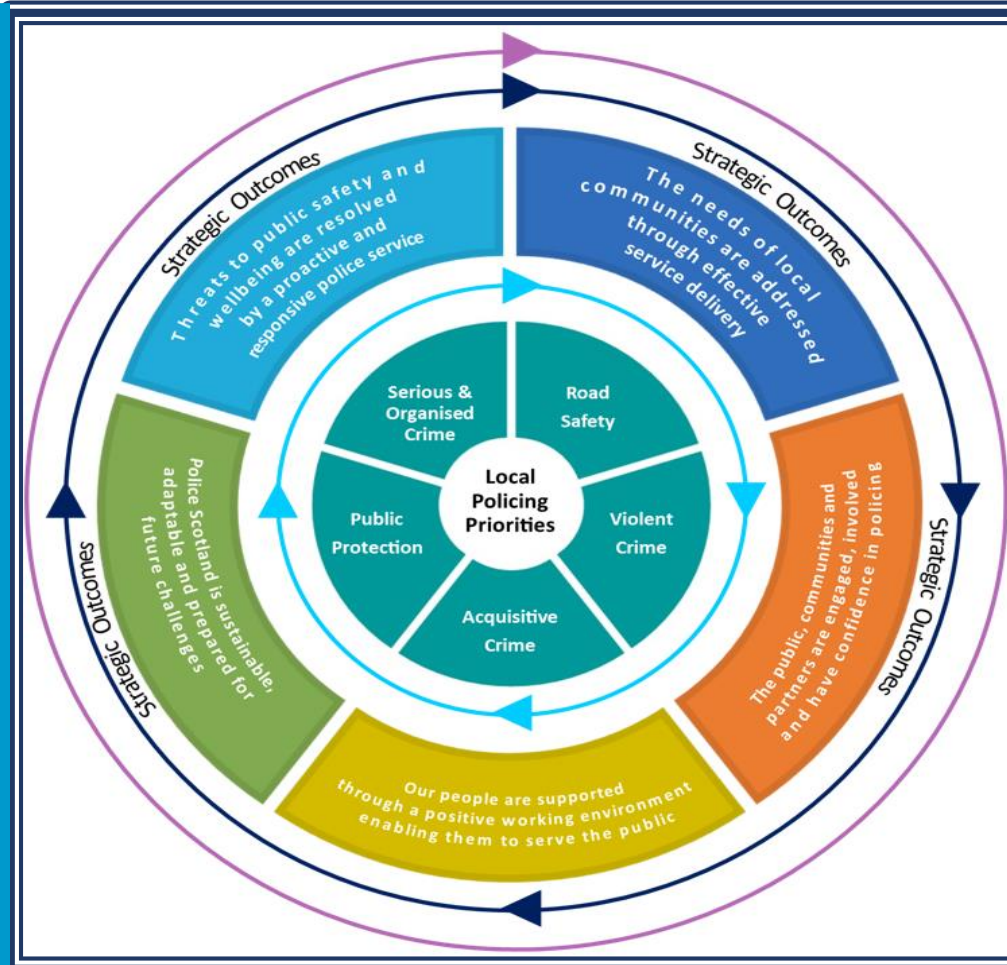 Strategic Outcomes
Threats to public safety and
wellbeing are resolved
by a proactive and
responsive police service
Strategic Outcomes
The needs of local
communities are addressed
through effective
service delivery
Strategic Outcomes
The public, communities and
partners are engaged, involved
and have confidence in policing
Our people are supported
through a positive working environment
enabling them to serve the public
Strategic Outcomes
Police Scotland is sustainable,
adaptable and prepared for
future challenges
Serious &
Organised
Crime
Road
Safety
Violent
Crime
Acquisitive
Crime
Public
Protection
Local
Policing
Priorities